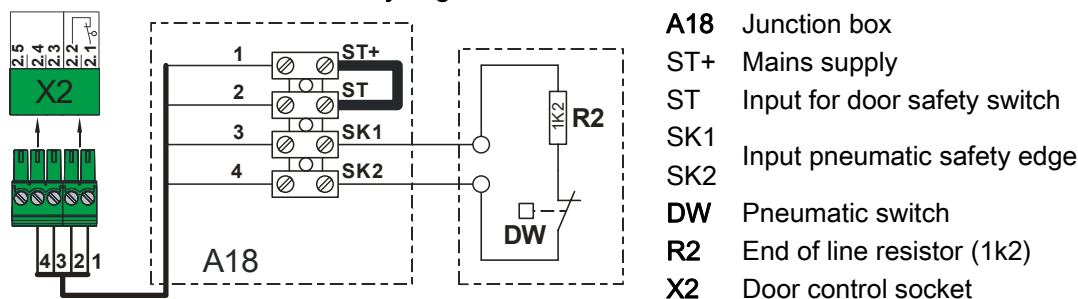 2.5
2.4
2.3
2.2
2.1
X2
4 3 2 1
1
2
3
4
ST+
ST
SK1
SK2
A18
1K2
R2
DW
A18 Junction box
ST+ Mains supply
ST Input for door safety switch
SK1
Input pneumatic safety edge
SK2
DW Pneumatic switch
R2 End of line resistor (1k2)
X2 Door control socket